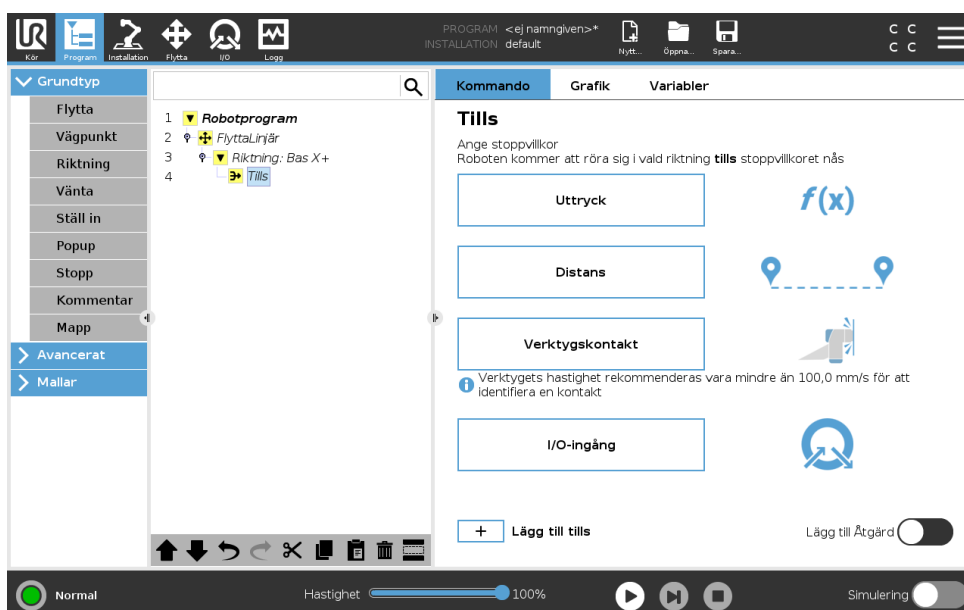 PROGRAM <ej namngiven>*
INSTALLATION default
Kör Program Installation Flytta I/O Logg Nytt... Öppna... Spara...
C C
C C
Grundtyp
Flytta
Vägpunkt
Riktning
Vänta
Ställ in
Popup
Stopp
Kommentar
Mapp
Avancerat
Mallar
1 Robotprogram
2 FlyttaLinjär
3 Riktning: Bas X+
4 Tills
Kommando Grafik Variabler
Tills
Ange stoppvillkor
Roboten kommer att röra sig i vald riktning tills stoppvillkoret nås
Uttryck f(x)
Distans
Verktygskontakt
Verktygets hastighet rekommenderas vara mindre än 100,0 mm/s för att
identifiera en kontakt
I/O-ingång
+ Lägg till tills Lägg till Åtgärd
Normal Hastighet 100% Simulering